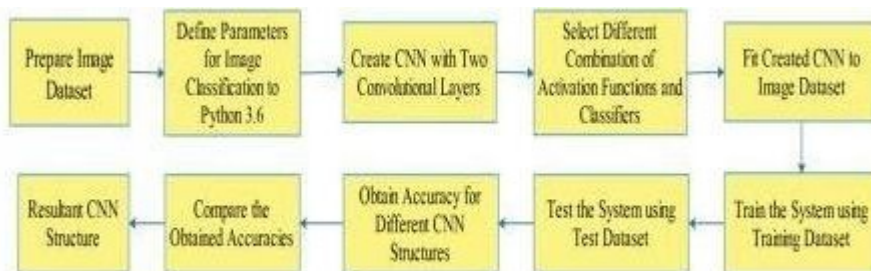 Prepare Image
Dataset
Define Parameters
for Image
Classification to
Python 3.6
Create CNN with Two
Convolutional Layers
Select Different
Combination of
Activation Functions and
Classifiers
Fit Created CNN to
Image Dataset
Train the System using
Training Dataset
Test the System using
Test Dataset
Obtain Accuracy for
Different CNN
Structures
Compare the
Obtained Accuracies
Resultant CNN
Structure